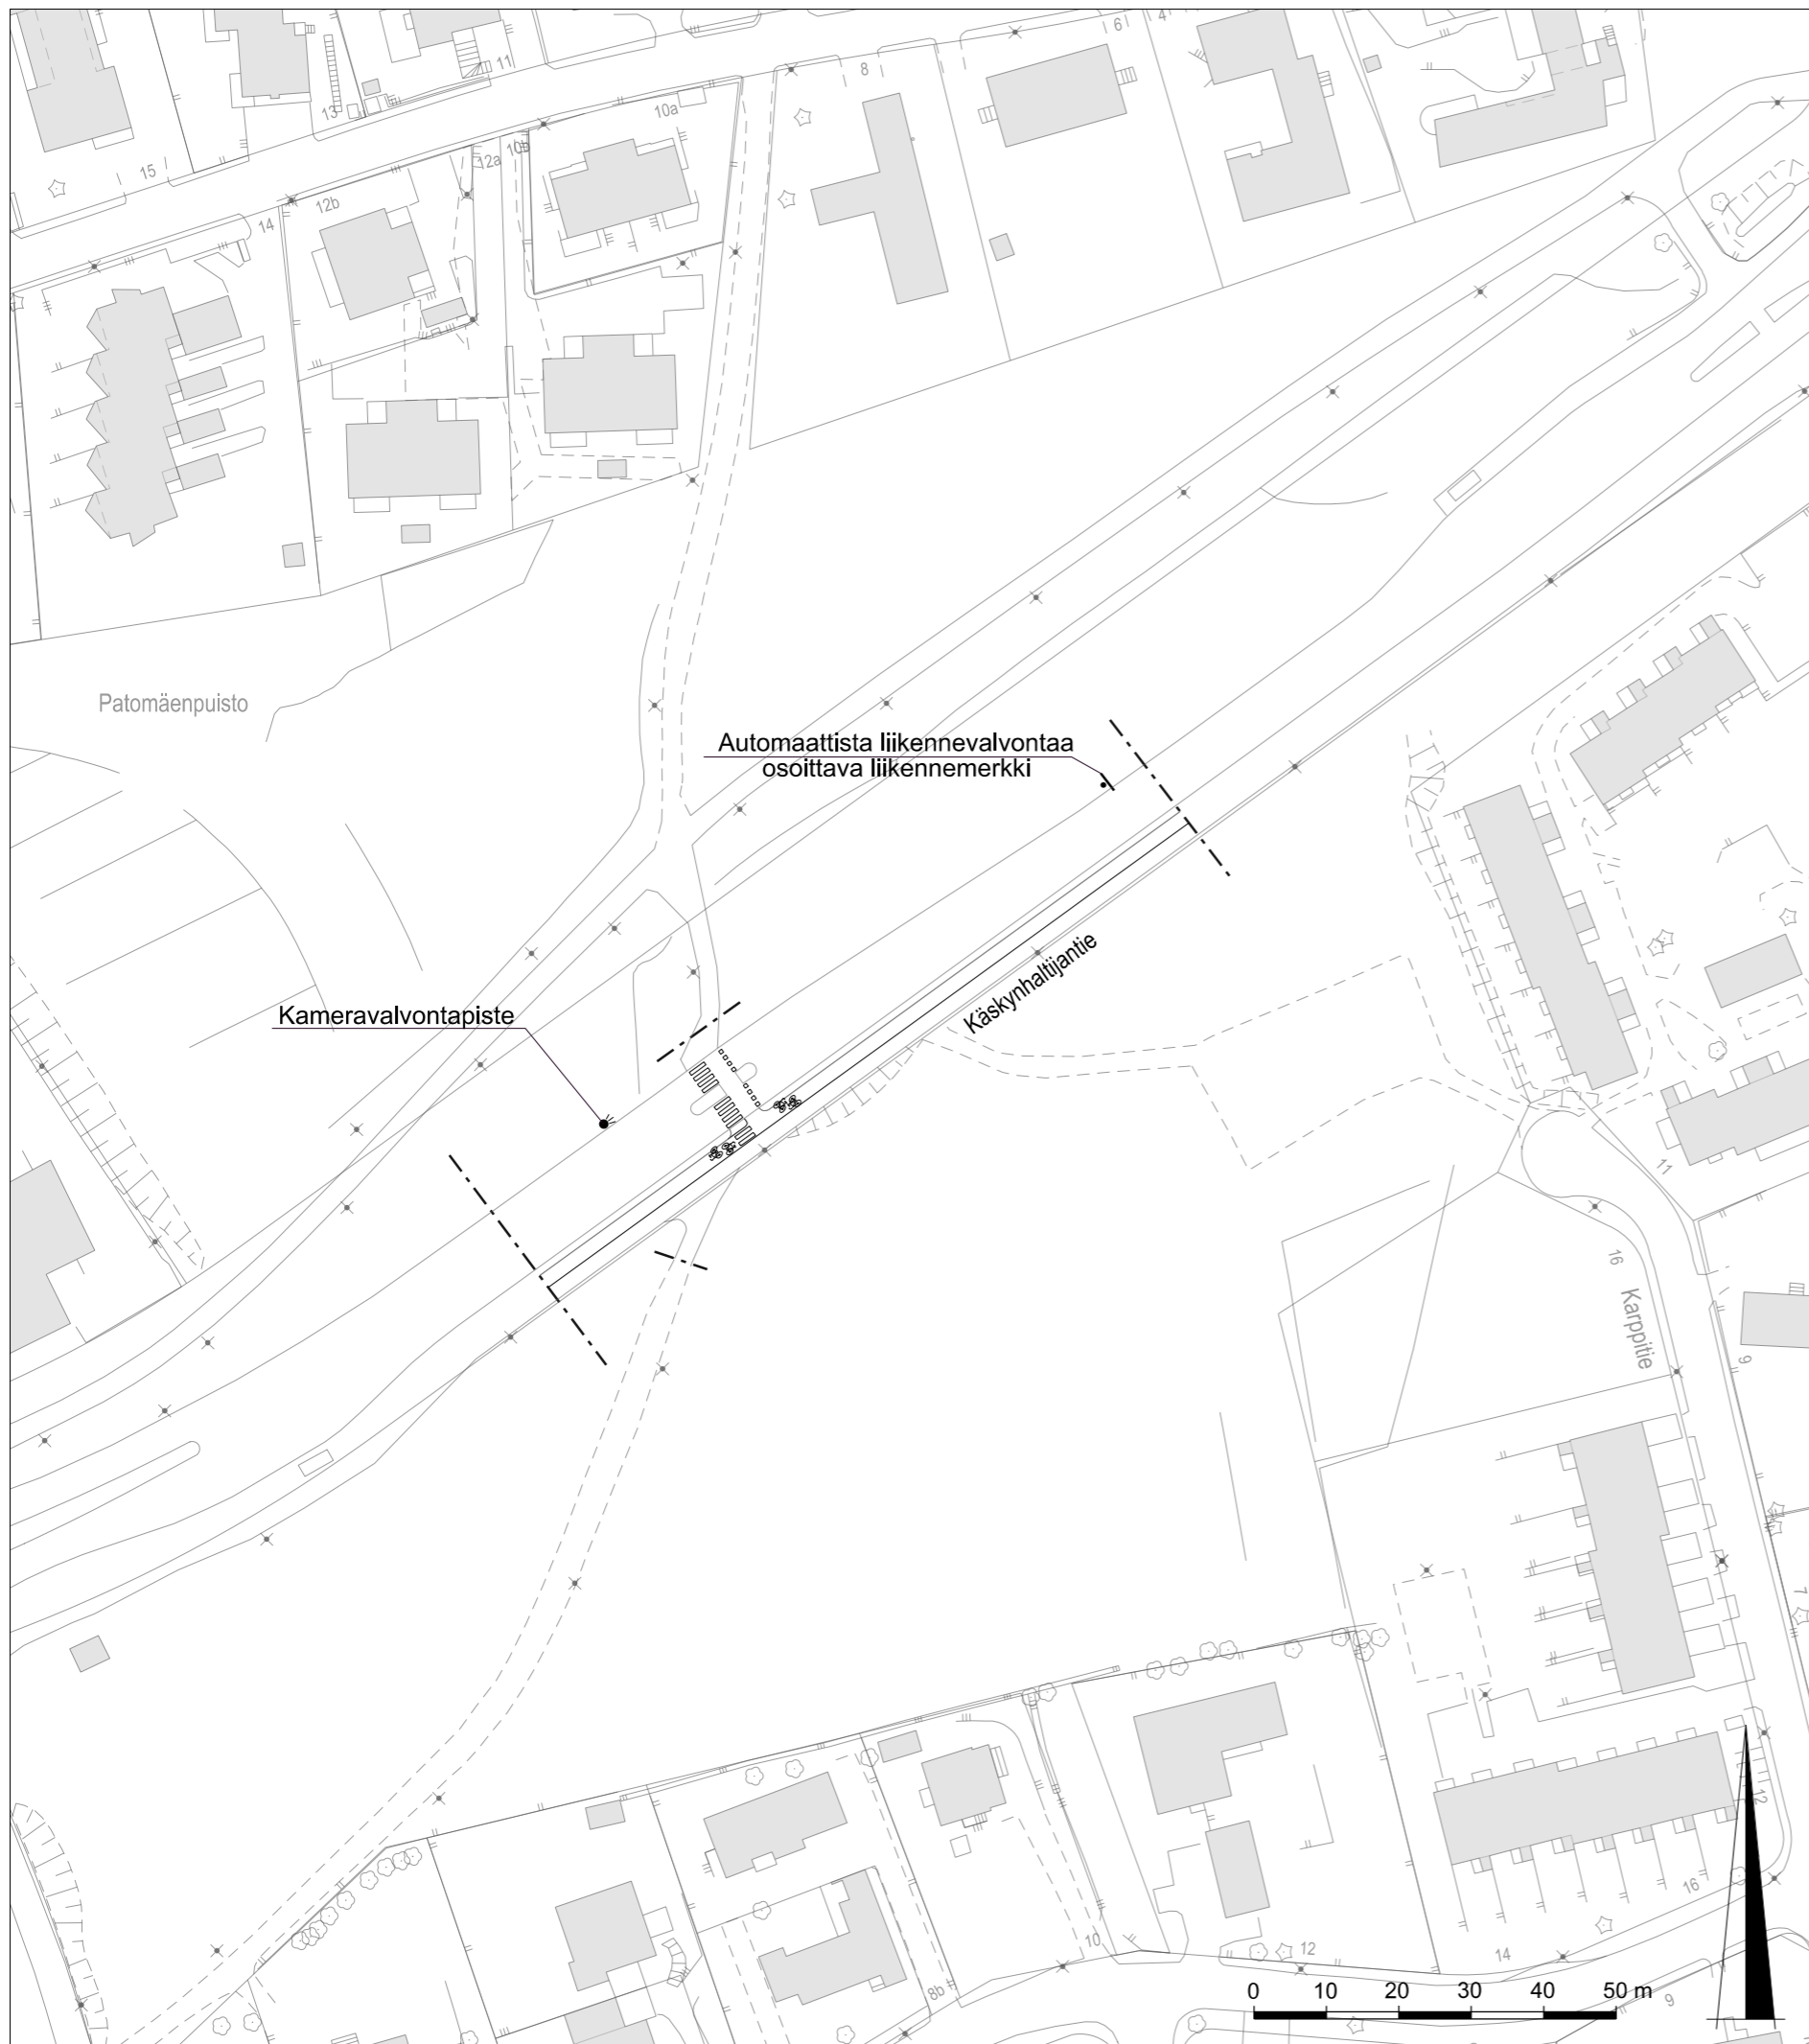 6
4
8
11
13
10a
15
12a
10b
12b
14
Patomäenpuisto
Automaattista liikennevalvontaa
osoittava liikennemerkki
Käskynhaltijantie
Kameravalvontapiste
11
16
Karppitie
9
7
12
16
10
12
14
8b
9
0 10 20 30 40 50 m